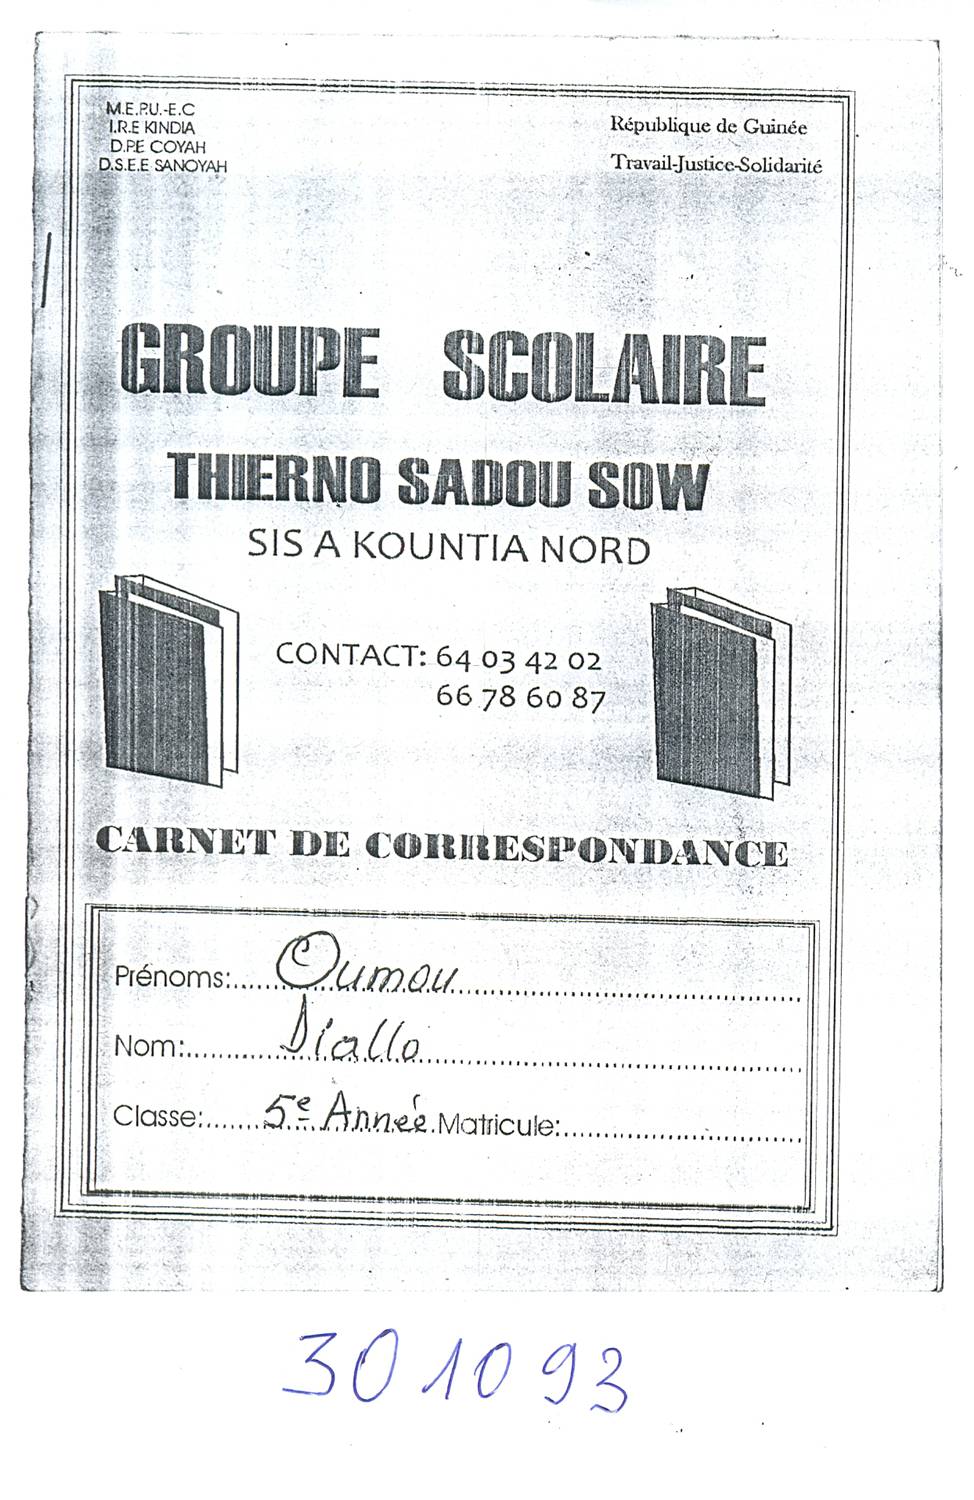 M.E.P.U.-E.C
I.R.E KINDIA
D.P.E COYAH
D.S.E.E SANOYAH
République de Guinée
Travail-Justice-Solidarité
GROUPE SCOLAIRE
THIERNO SADOU SOW
SIS A KOUNTIA NORD
CONTACT: 64 03 42 02
66 78 60 87
CARNET DE CORRESPONDANCE
Prénoms: Oumou
Nom: Diallo
Classe: 5e Année Matricule:
301093